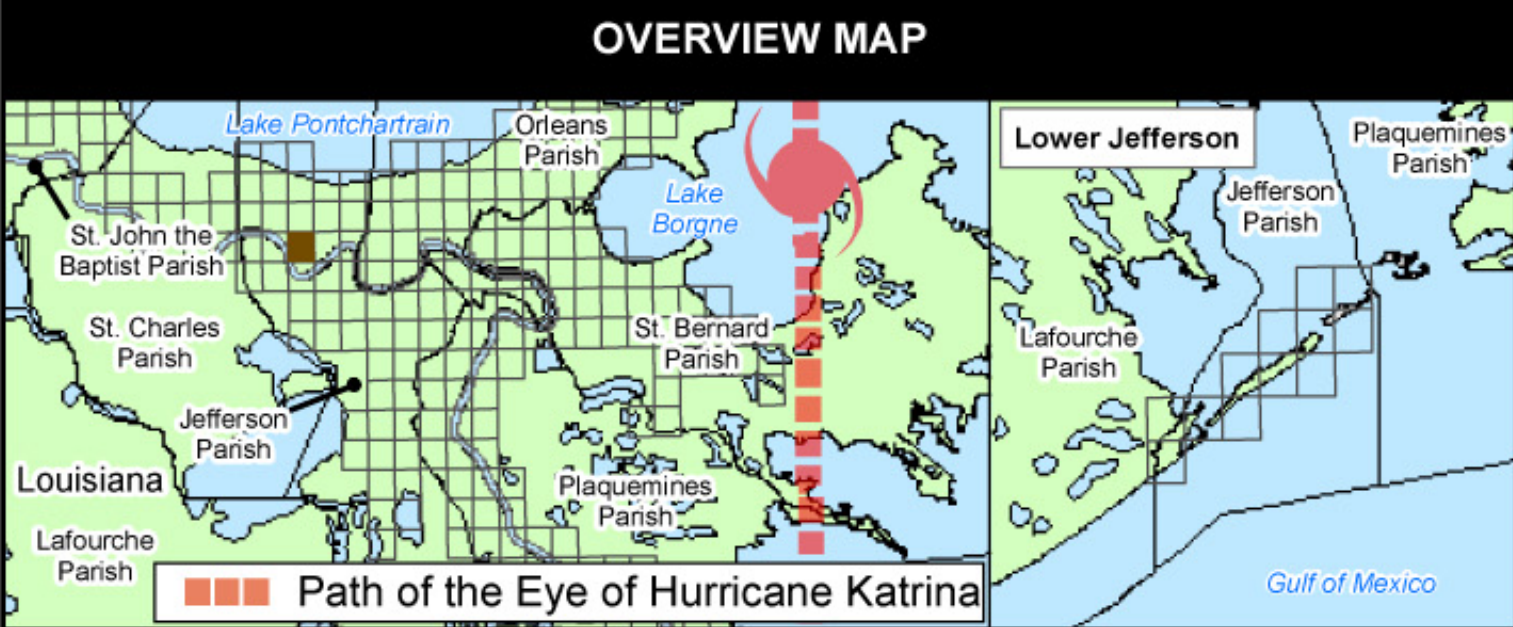 OVERVIEW MAP
Lake Pontchartrain
Orleans
Parish
Lake
Borgne
St. John the
Baptist Parish
St. Charles
Parish
St. Bernard
Parish
Jefferson
Parish
Louisiana
Plaquemines
Parish
Lafourche
Parish
Path of the Eye of Hurricane Katrina
Lower Jefferson
Plaquemines
Parish
Jefferson
Parish
Lafourche
Parish
Gulf of Mexico